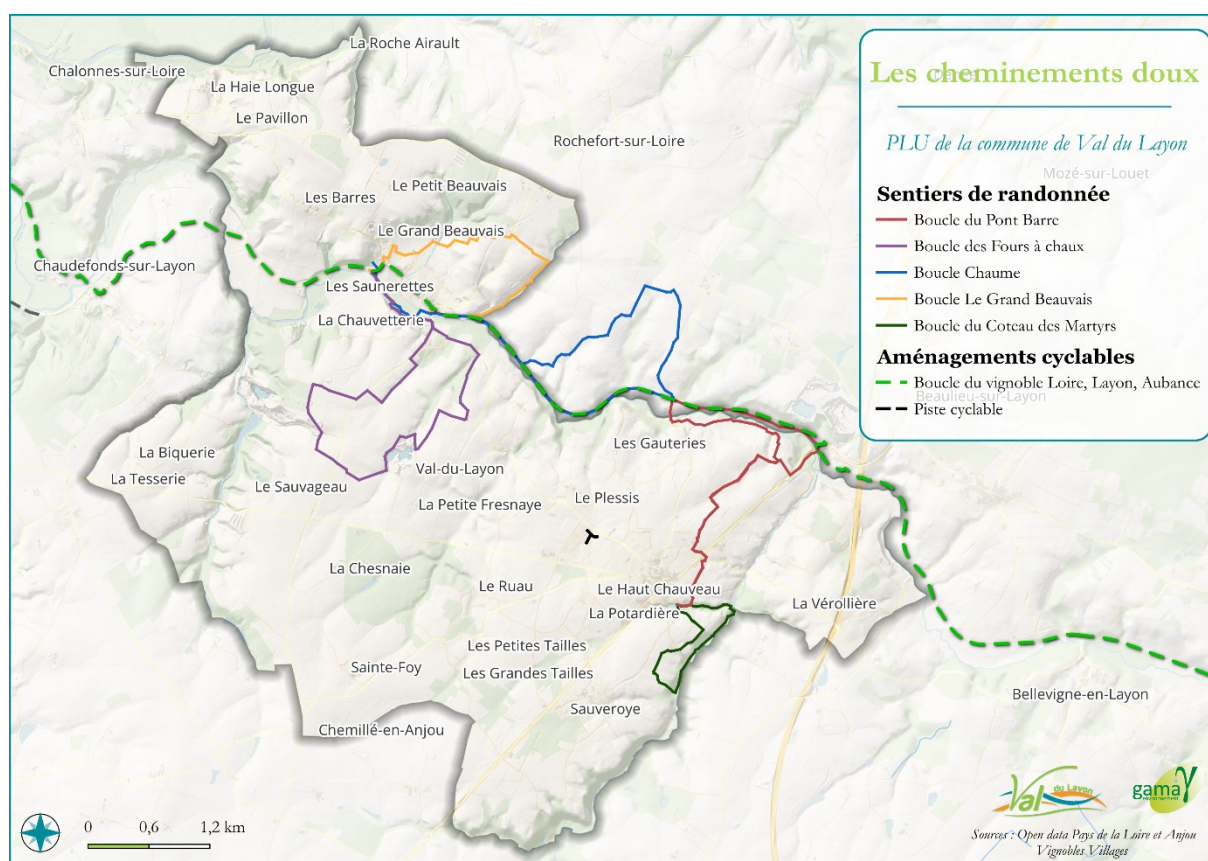 La Roche Airault
Chalonnes-sur-Loire
La Haie Longue
Le Pavillon
Rochefort-sur-Loire
Le Petit Beauvais
Les Barres
Le Grand Beauvais
Chaudefonds-sur-Layon
Les Saunerettes
La Chauvetterie
Les Gauteries
La Biquerie
Val-du-Layon
La Tesserie
Le Sauvageau
Le Plessis
La Petite Fresnaye
La Chesnaie
Le Ruau
Le Haut Chauveau
La Vérollière
La Potardière
Les Petites Tailles
Sainte-Foy
Les Grandes Tailles
Sauveroye
Bellevigne-en-Layon
Chemillé-en-Anjou
Les cheminements doux
PLU de la commune de Val du Layon
Mozé-sur-Louet
Sentiers de randonnée
Boucle du Pont Barre
Boucle des Fours à chaux
Boucle Chaume
Boucle Le Grand Beauvais
Boucle du Coteau des Martyrs
Aménagements cyclables
Boucle du vignoble Loire, Layon, Aubance
Beaulieu-sur-Layon
Piste cyclable
0 0,6 1,2 km
Val du Layon
gama
environnement
Sources : Open data Pays de la Loire et Anjou
Vignobles Villages